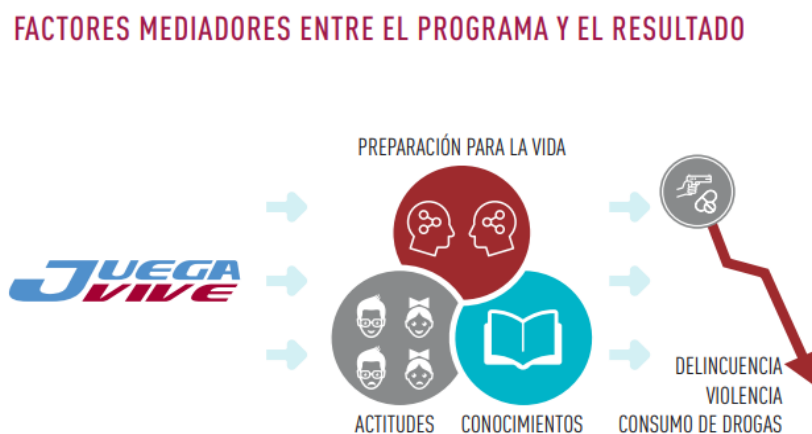 FACTORES MEDIADORES ENTRE EL PROGRAMA Y EL RESULTADO
PREPARACIÓN PARA LA VIDA
JUEGA
VIVE
ACTITUDES
CONOCIMIENTOS
DELINCUENCIA
VIOLENCIA
CONSUMO DE DROGAS